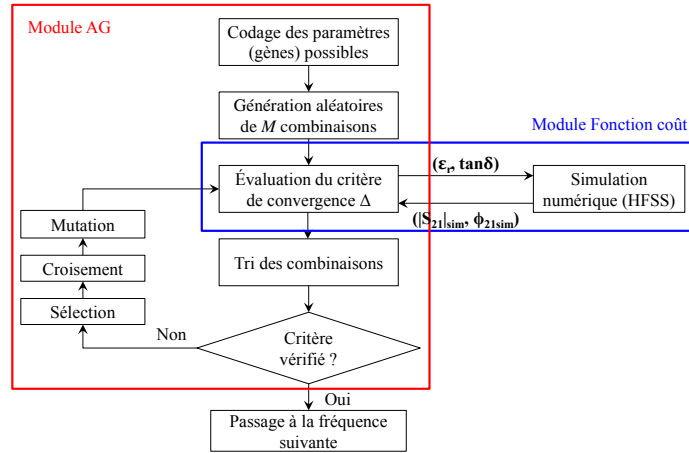 Module AG
Codage des paramètres
(gènes) possibles
Génération aléatoires
de M combinaisons
Module Fonction coût
Évaluation du critère
de convergence Δ
(εr, tanδ)
Simulation
numérique (HFSS)
(|S21|sim, ϕ21sim)
Mutation
Croisement
Sélection
Tri des combinaisons
Non
Critère
vérifié ?
Oui
Passage à la fréquence
suivante